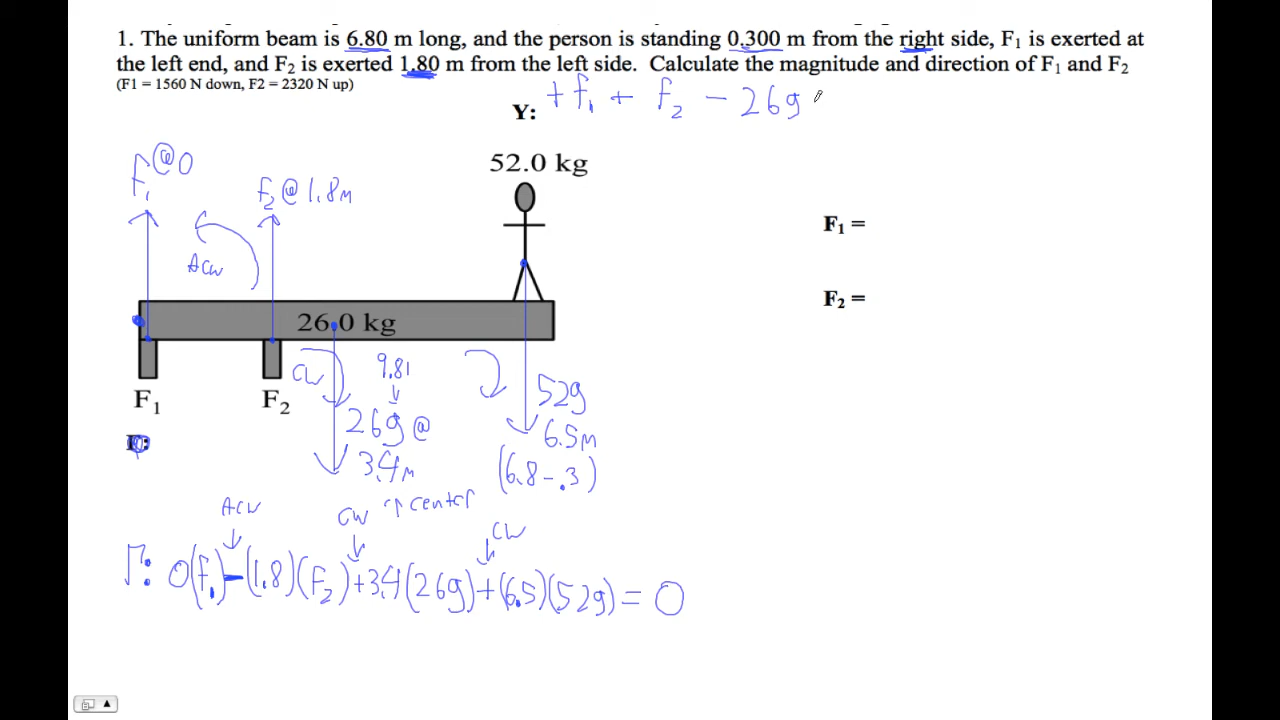 1. The uniform beam is 6.80 m long, and the person is standing 0.300 m from the right side, F₁ is exerted at
the left end, and F₂ is exerted 1.80 m from the left side. Calculate the magnitude and direction of F₁ and F₂
(F1 = 1560 N down, F2 = 2320 N up)
Y: +F₁ + F₂ - 26g
F₁ @ 0
F₂ @ 1.8m
52.0 kg
ACW
F₁ =
F₂ =
26.0 kg
CW
9.81
F₁
F₂
26g @
3.4m
52g
6.5m
(6.8-.3)
ACW
CW
↑ center
CW
Γ: 0(F₁)-(1.8)(F₂)+3.4(26g)+(6.5)(52g)=0